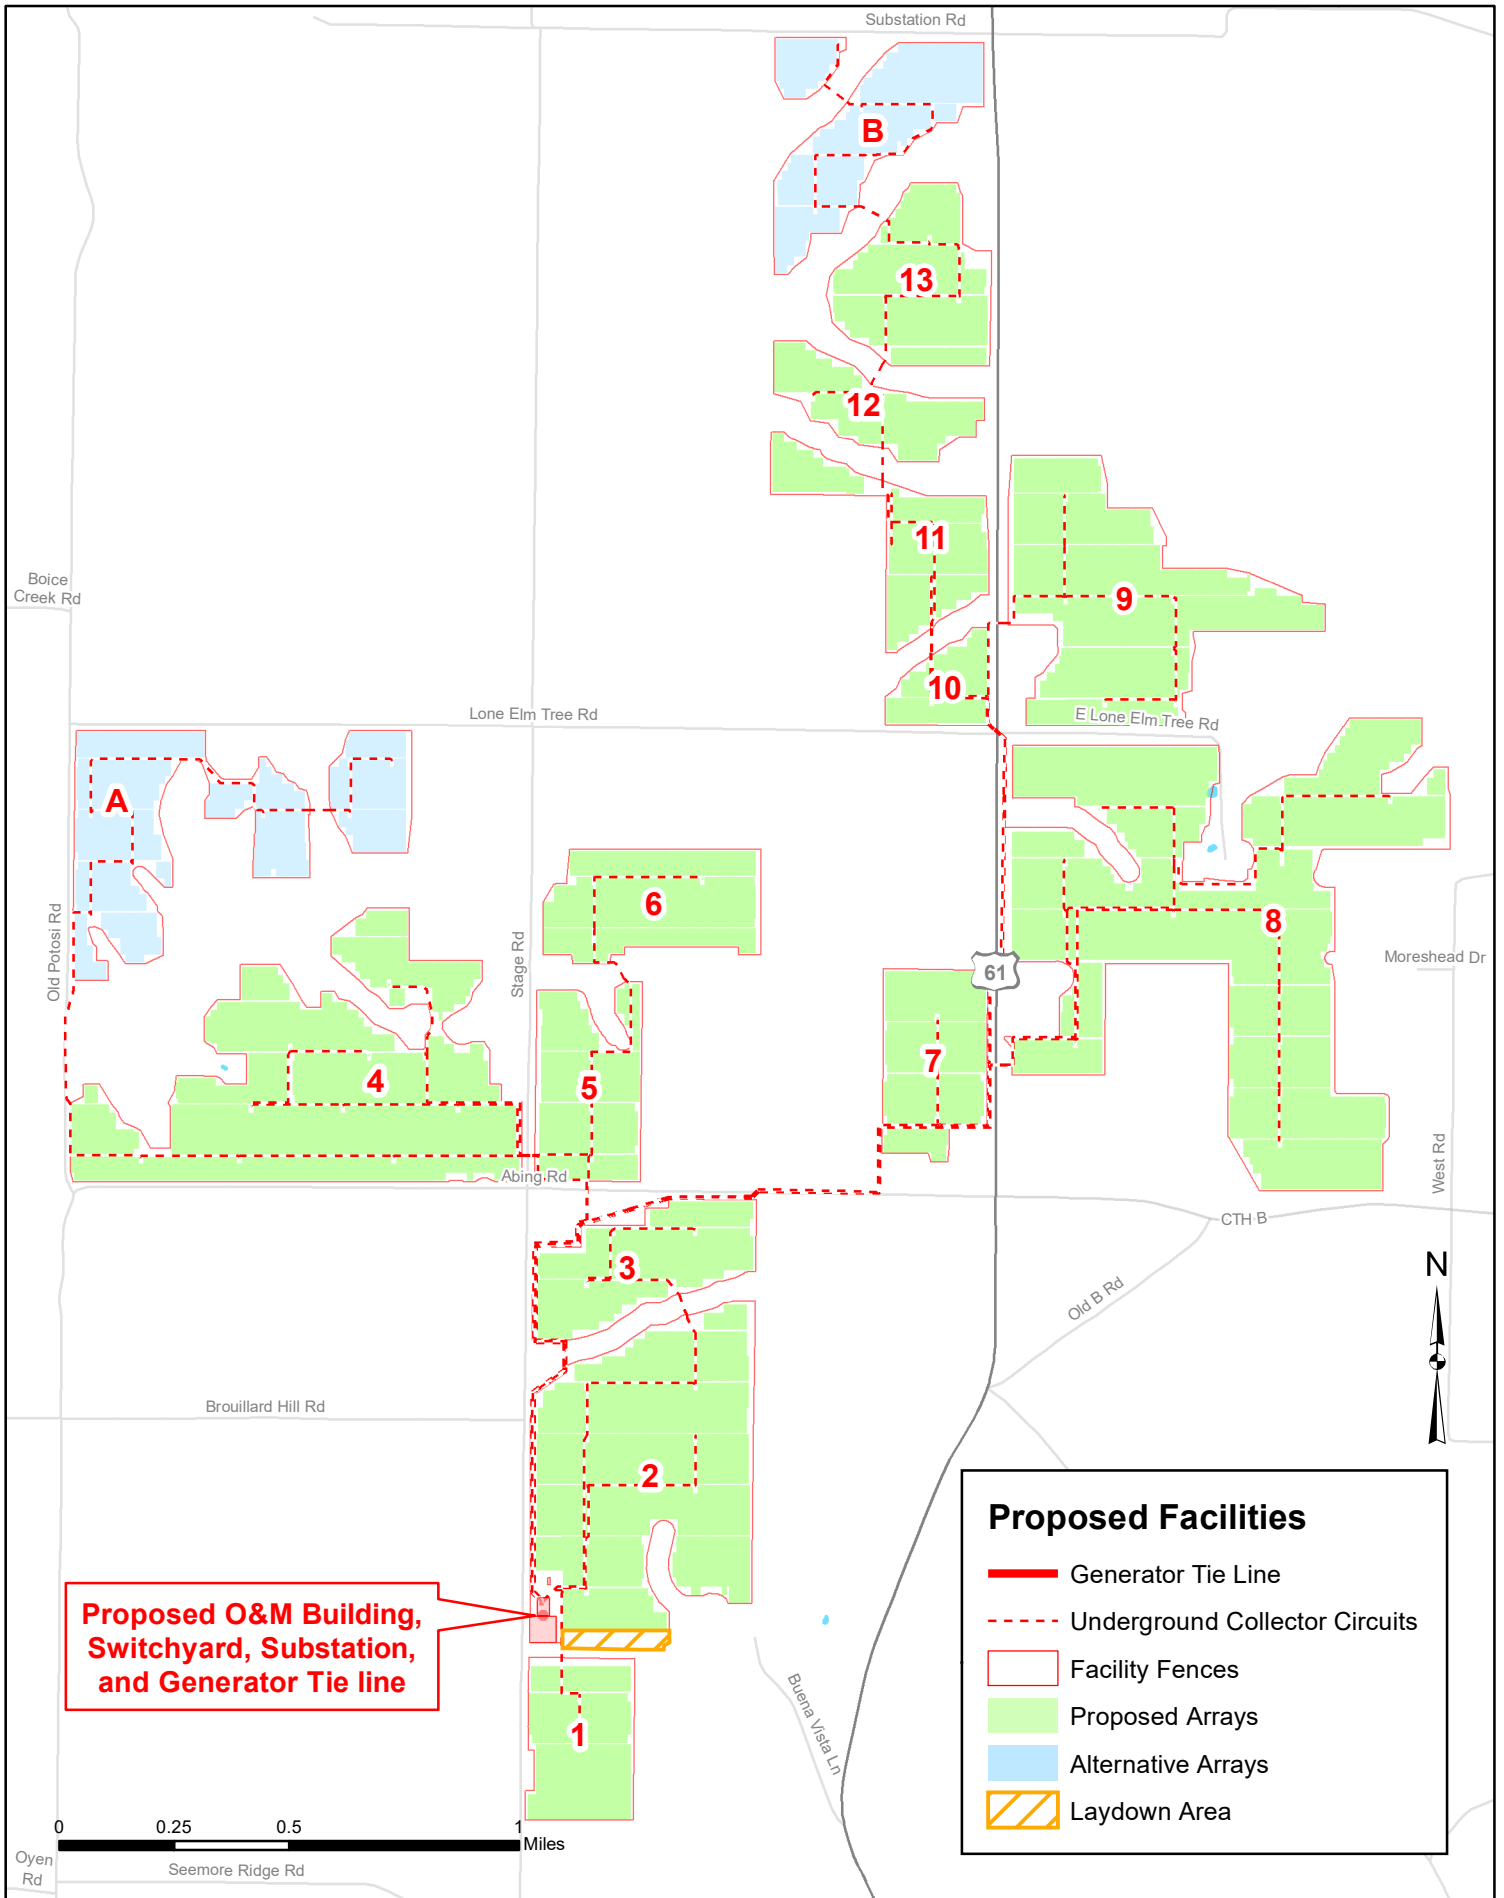 Substation Rd
B
13
12
11
9
Boice
Creek Rd
10
Lone Elm Tree Rd
E Lone Elm Tree Rd
A
6
8
Old Potosi Rd
Stage Rd
61
Moreshead Dr
7
4
5
Abing Rd
West Rd
CTH B
3
Old B Rd
N
Brouillard Hill Rd
2
Proposed O&M Building,
Switchyard, Substation,
and Generator Tie line
Buena Vista Ln
1
Proposed Facilities
Generator Tie Line
Underground Collector Circuits
Facility Fences
Proposed Arrays
Alternative Arrays
Laydown Area
0 0.25 0.5 1
Miles
Oyen
Rd
Seemore Ridge Rd